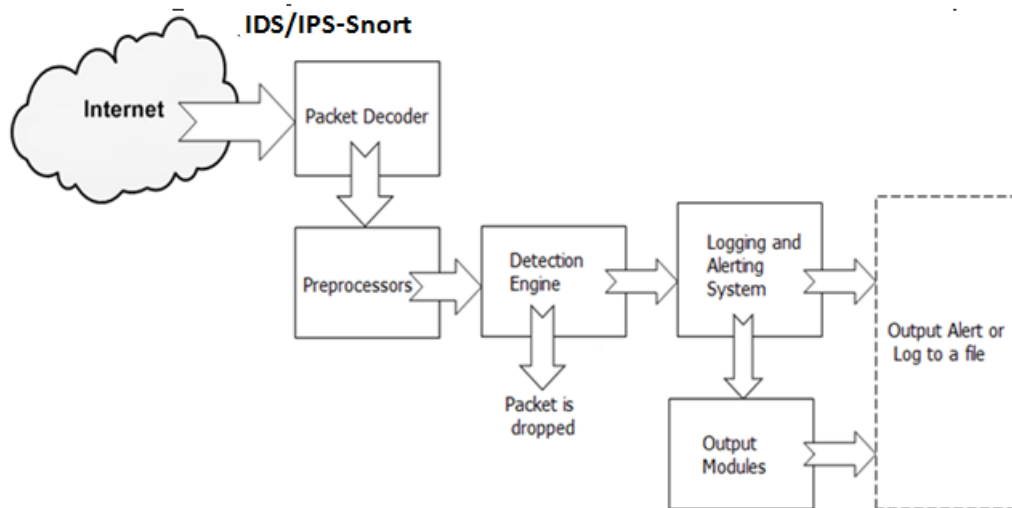 IDS/IPS-Snort
Internet
Packet Decoder
Preprocessors
Detection
Engine
Packet is
dropped
Logging and
Alerting
System
Output
Modules
Output Alert or
Log to a file